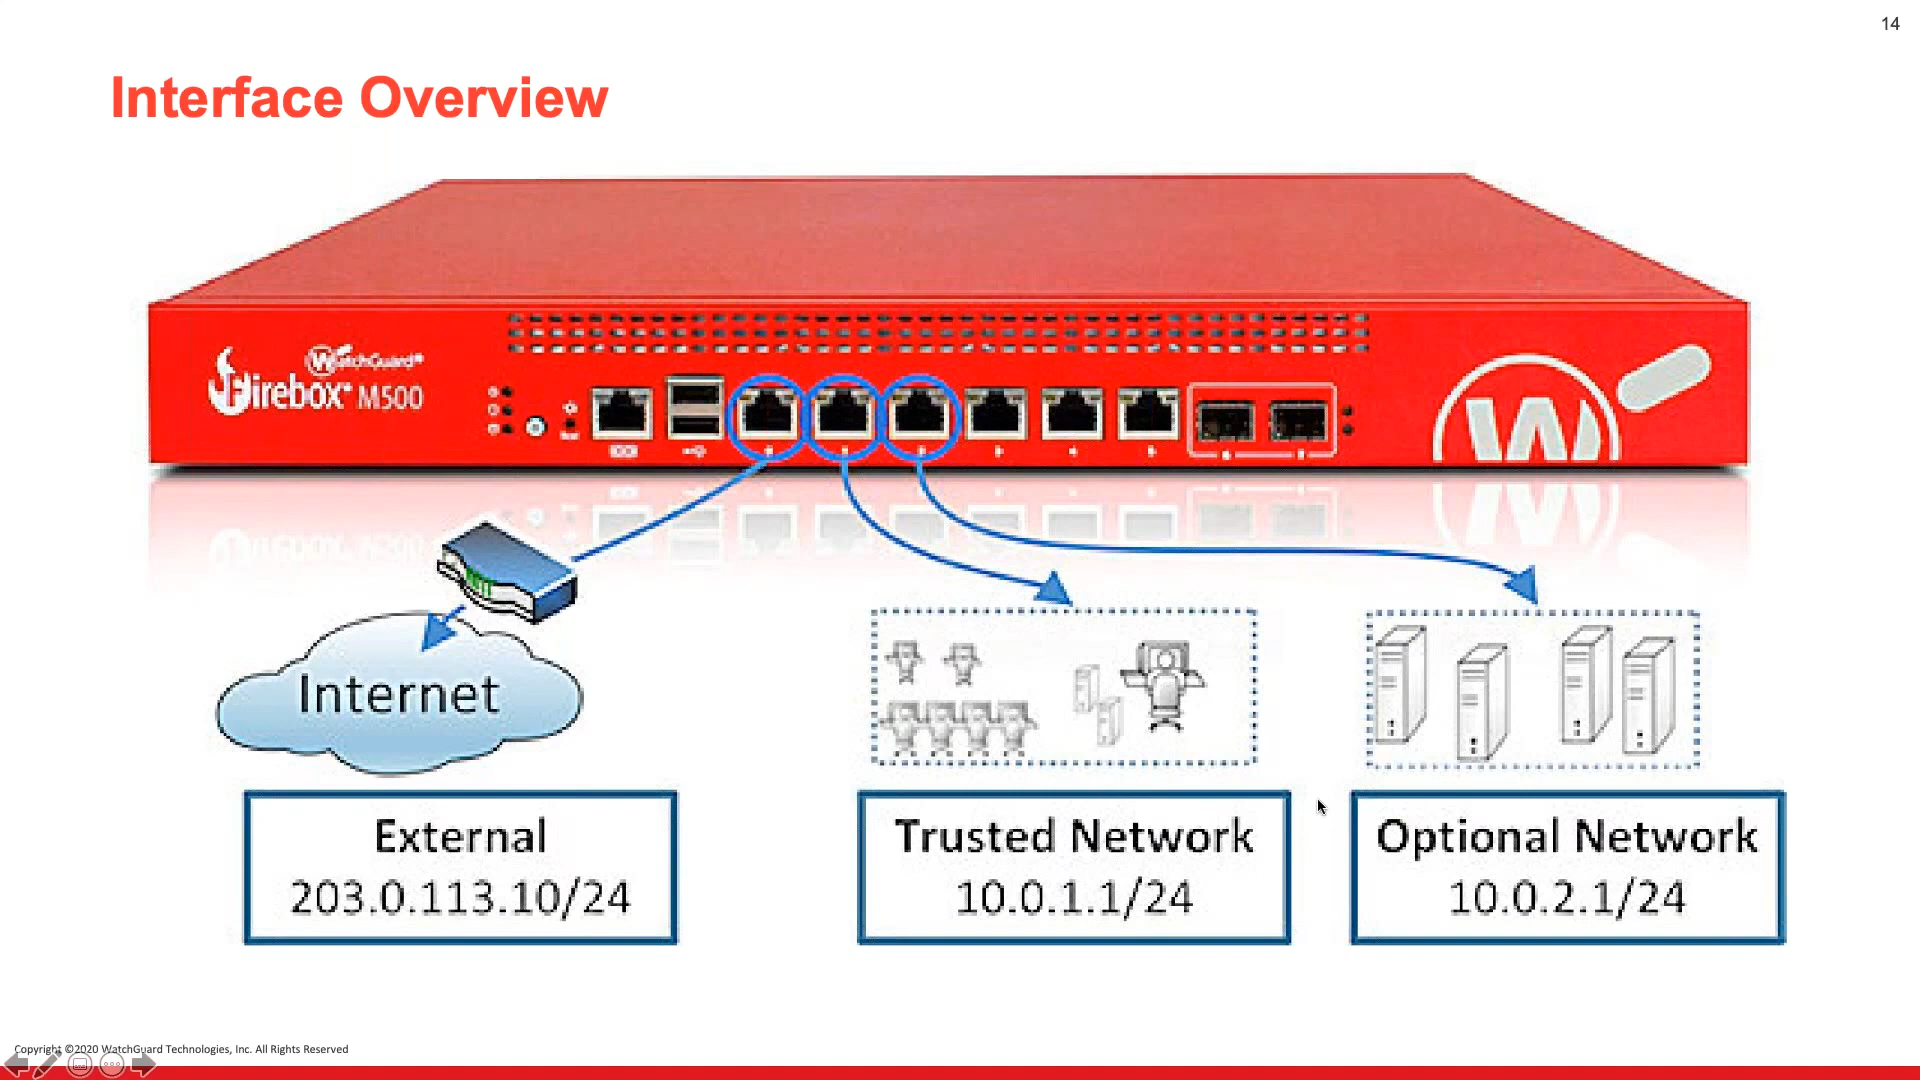 14
Interface Overview
WatchGuard®
Firebox® M500
Internet
External
203.0.113.10/24
Trusted Network
10.0.1.1/24
Optional Network
10.0.2.1/24
Copyright ©2020 WatchGuard Technologies, Inc. All Rights Reserved